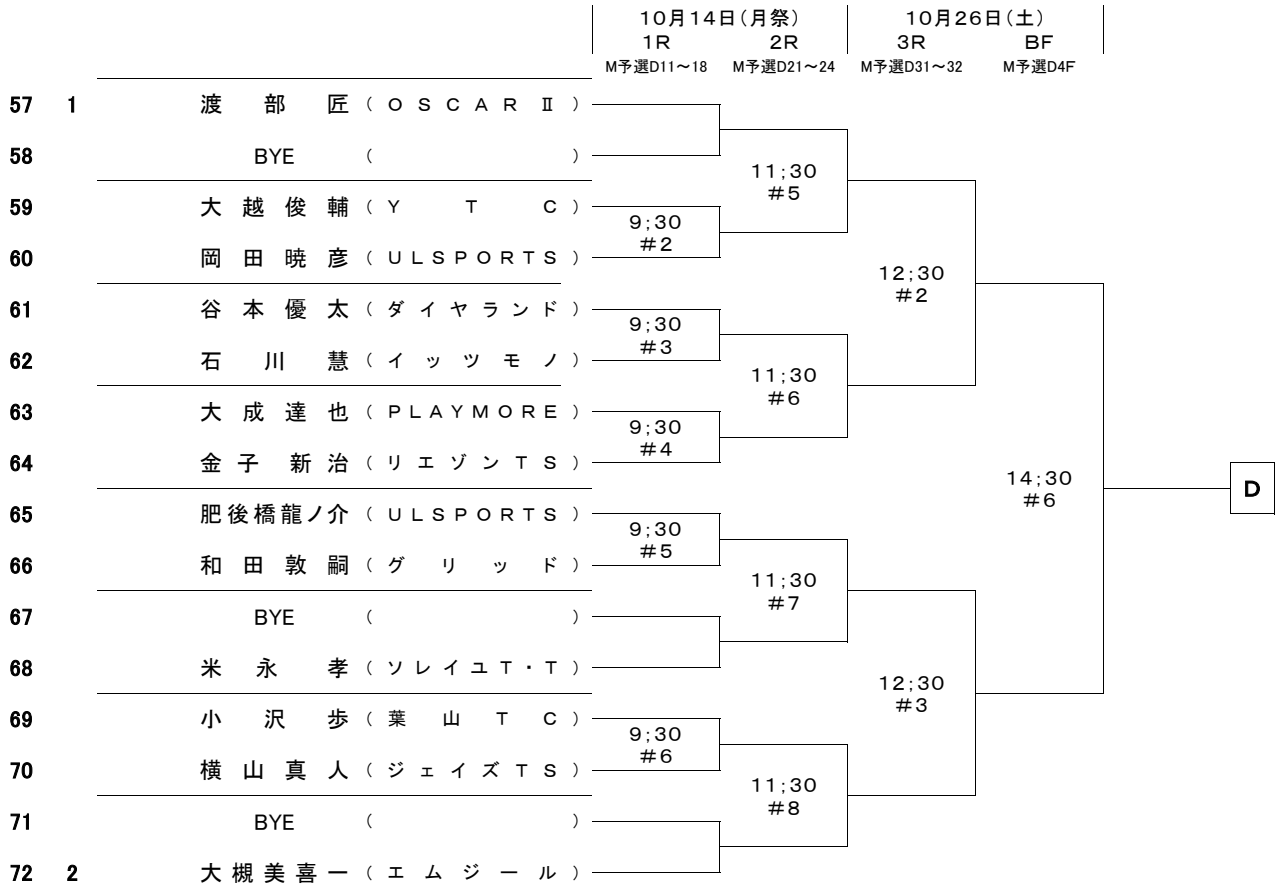 10月14日(月祭) 10月26日(土)
1R 2R 3R BF
M予選D11～18 M予選D21～24 M予選D31～32 M予選D4F
57 1 渡部匠 (OSCARⅡ)
58 BYE ( )
11;30
#5
59 大越俊輔 (YTC)
9;30
#2
60 岡田暁彦 (ULSPORTS)
12;30
#2
61 谷本優太 (ダイヤランド)
9;30
#3
62 石川慧 (イッツモノ)
11;30
#6
63 大成達也 (PLAYMORE)
9;30
#4
64 金子新治 (リエゾンTS)
14;30
#6
D
65 肥後橋龍ノ介 (ULSPORTS)
9;30
#5
66 和田敦嗣 (グリッド)
11;30
#7
67 BYE ( )
68 米永孝 (ソレイユT・T)
12;30
#3
69 小沢歩 (葉山TC)
9;30
#6
70 横山真人 (ジェイズTS)
11;30
#8
71 BYE ( )
72 2 大槻美喜一 (エムジール)